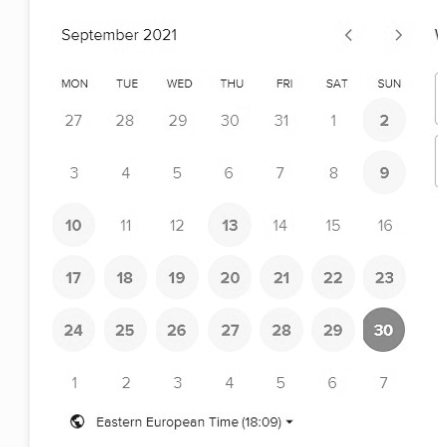 September 2021
MON TUE WED THU FRI SAT SUN
27 28 29 30 31 1 2
3 4 5 6 7 8 9
10 11 12 13 14 15 16
17 18 19 20 21 22 23
24 25 26 27 28 29 30
1 2 3 4 5 6 7
Eastern European Time (18:09)